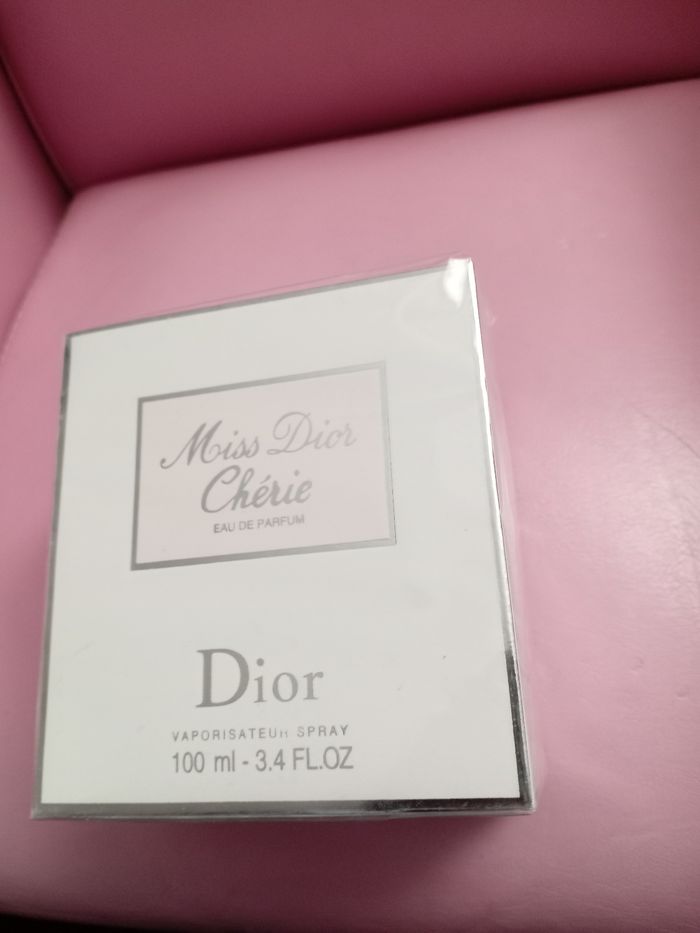 Miss Dior
Chérie
EAU DE PARFUM
Dior
VAPORISATEUR SPRAY
100 ml - 3.4 FL.OZ